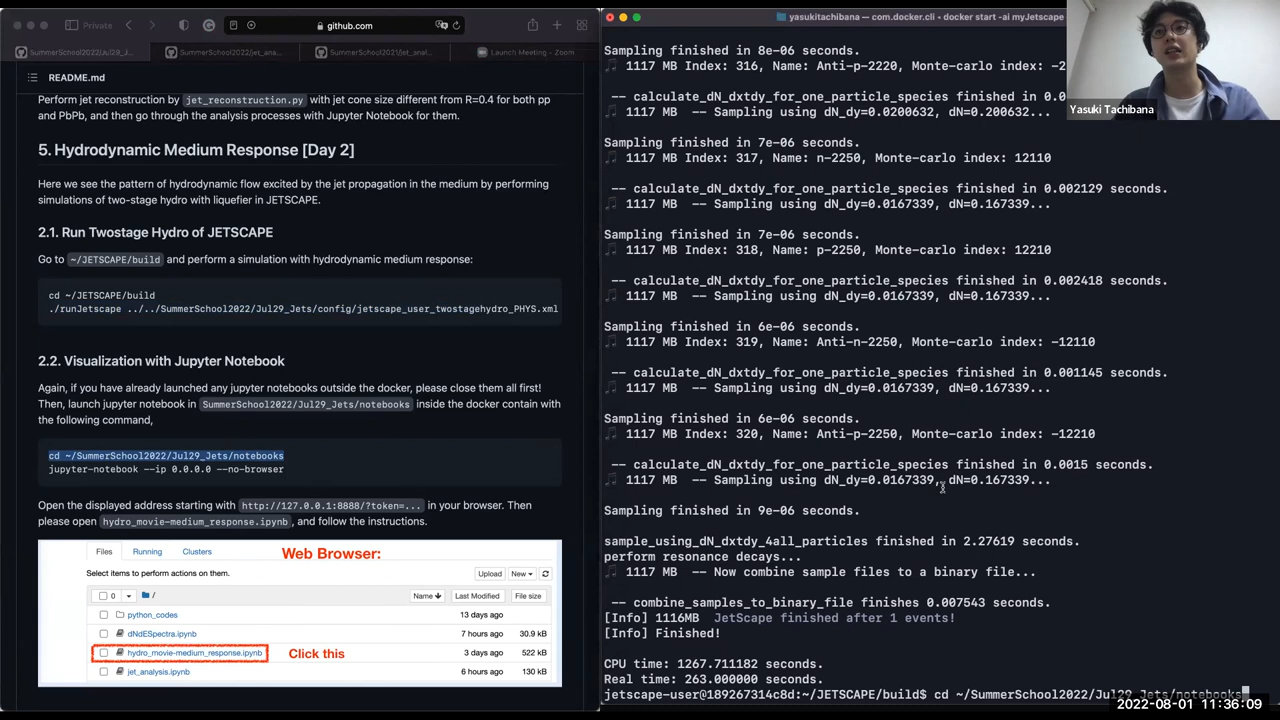 Private
github.com
SummerSchool2022/Jul29_J...
SummerSchool2022/jet_ana...
SummerSchool2021/jet_anal...
Launch Meeting - Zoom
README.md
Perform jet reconstruction by jet_reconstruction.py with jet cone size different from R=0.4 for both pp
and PbPb, and then go through the analysis processes with Jupyter Notebook for them.
5. Hydrodynamic Medium Response [Day 2]
Here we see the pattern of hydrodynamic flow excited by the jet propagation in the medium by performing
simulations of two-stage hydro with liquefier in JETSCAPE.
2.1. Run Twostage Hydro of JETSCAPE
Go to ~/JETSCAPE/build and perform a simulation with hydrodynamic medium response:
cd ~/JETSCAPE/build
./runJetscape ../../SummerSchool2022/Jul29_Jets/config/jetscape_user_twostagehydro_PHYS.xml
2.2. Visualization with Jupyter Notebook
Again, if you have already launched any jupyter notebooks outside the docker, please close them all first!
Then, launch jupyter notebook in SummerSchool2022/Jul29_Jets/notebooks inside the docker contain with
the following command,
cd ~/SummerSchool2022/Jul29_Jets/notebooks
jupyter-notebook --ip 0.0.0.0 --no-browser
Open the displayed address starting with http://127.0.0.1:8888/?token=... in your browser. Then
please open hydro_movie-medium_response.ipynb, and follow the instructions.
Files Running Clusters Web Browser:
Select items to perform actions on them. Upload New
0 / Name Last Modified File size
python_codes 13 days ago
dNdESpectra.ipynb 7 hours ago 30.9 kB
hydro_movie-medium_response.ipynb Click this 3 days ago 522 kB
jet_analysis.ipynb 6 hours ago 130 kB
yasukitachibana — com.docker.cli • docker start -ai myJetscape
Sampling finished in 8e-06 seconds.
1117 MB Index: 316, Name: Anti-p-2220, Monte-carlo index: -2
-- calculate_dN_dxtdy_for_one_particle_species finished in 0.0
1117 MB -- Sampling using dN_dy=0.0200632, dN=0.200632...
Sampling finished in 7e-06 seconds.
1117 MB Index: 317, Name: n-2250, Monte-carlo index: 12110
-- calculate_dN_dxtdy_for_one_particle_species finished in 0.002129 seconds.
1117 MB -- Sampling using dN_dy=0.0167339, dN=0.167339...
Sampling finished in 7e-06 seconds.
1117 MB Index: 318, Name: p-2250, Monte-carlo index: 12210
-- calculate_dN_dxtdy_for_one_particle_species finished in 0.002418 seconds.
1117 MB -- Sampling using dN_dy=0.0167339, dN=0.167339...
Sampling finished in 6e-06 seconds.
1117 MB Index: 319, Name: Anti-n-2250, Monte-carlo index: -12110
-- calculate_dN_dxtdy_for_one_particle_species finished in 0.001145 seconds.
1117 MB -- Sampling using dN_dy=0.0167339, dN=0.167339...
Sampling finished in 6e-06 seconds.
1117 MB Index: 320, Name: Anti-p-2250, Monte-carlo index: -12210
-- calculate_dN_dxtdy_for_one_particle_species finished in 0.0015 seconds.
1117 MB -- Sampling using dN_dy=0.0167339, dN=0.167339...
Sampling finished in 9e-06 seconds.
sample_using_dN_dxtdy_4all_particles finished in 2.27619 seconds.
perform resonance decays...
1117 MB -- Now combine sample files to a binary file...
-- combine_samples_to_binary_file finishes 0.007543 seconds.
[Info] 1116MB JetScape finished after 1 events!
[Info] Finished!
CPU time: 1267.711182 seconds.
Real time: 263.000000 seconds.
jetscape-user@189267314c8d:~/JETSCAPE/build$ cd ~/SummerSchool2022/Jul29_Jets/notebooks
Yasuki Tachibana
2022-08-01 11:36:09